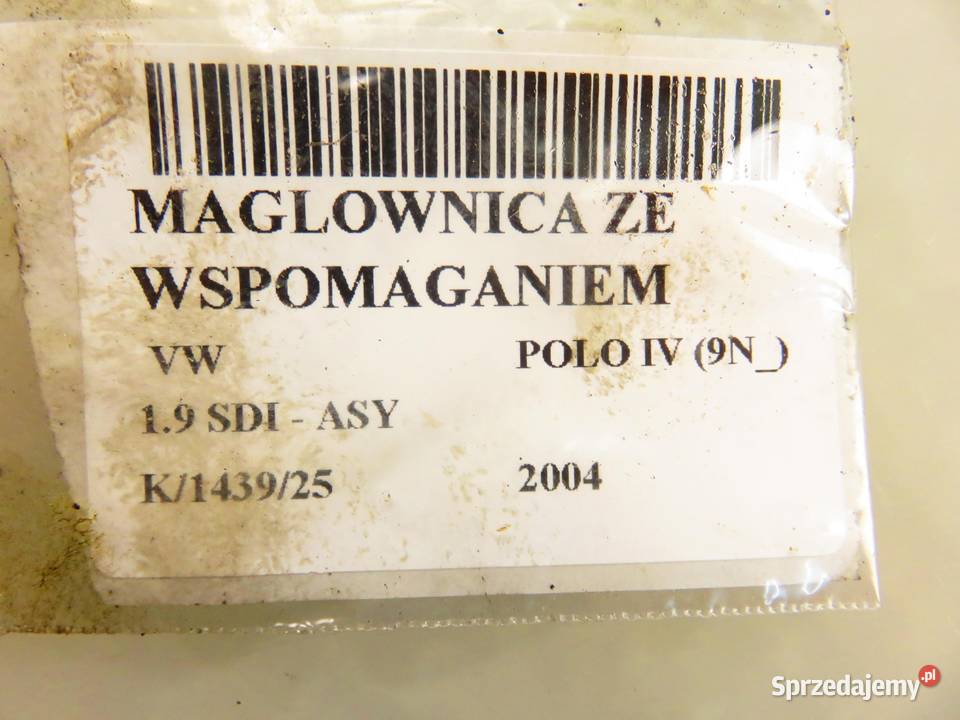 MAGLOWNICA ZE
WSPOMAGANIEM
VW POLO IV (9N_)
1.9 SDI - ASY
K/1439/25 2004
Sprzedajemy.pl